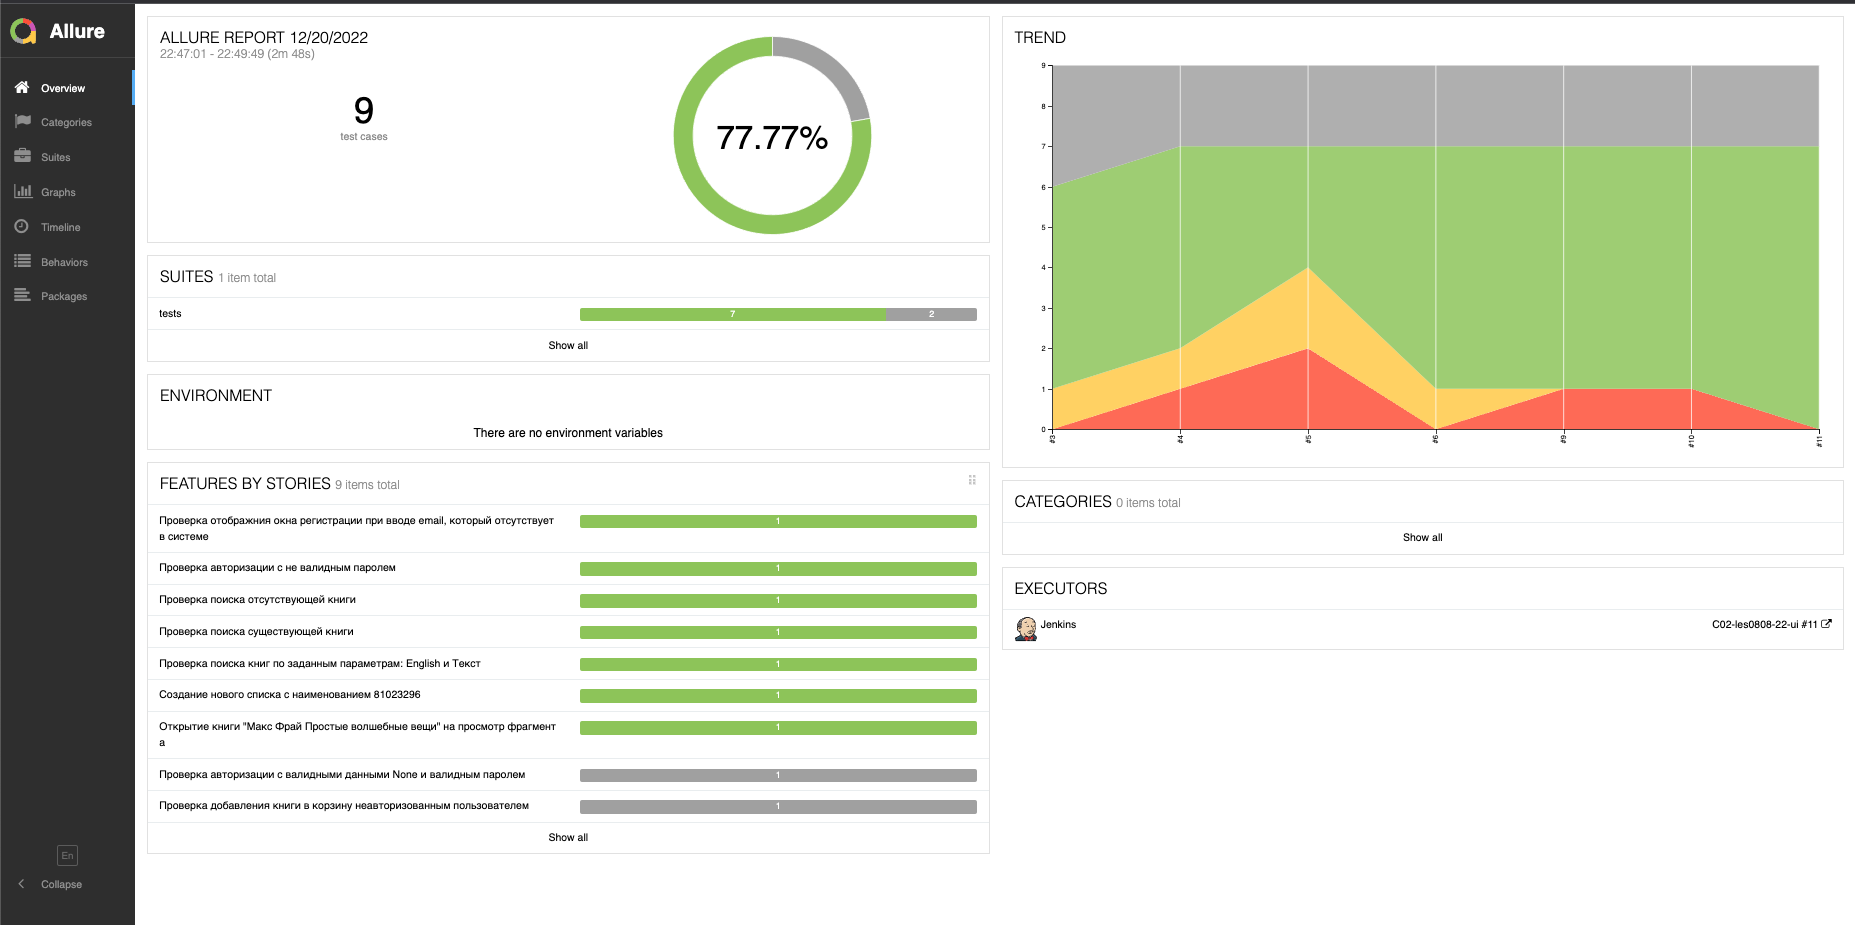 Allure
Overview
Categories
Suites
Graphs
Timeline
Behaviors
Packages
En
Collapse
ALLURE REPORT 12/20/2022
22:47:01 - 22:49:49 (2m 48s)
9
test cases
77.77%
SUITES 1 item total
tests 7 2
Show all
ENVIRONMENT
There are no environment variables
FEATURES BY STORIES 9 items total
Проверка отображния окна регистрации при вводе email, который отсутствует 1
в системе
Проверка авторизации с не валидным паролем 1
Проверка поиска отсутствующей книги 1
Проверка поиска существующей книги 1
Проверка поиска книг по заданным параметрам: English и Текст 1
Создание нового списка с наименованием 81023296 1
Открытие книги "Макс Фрай Простые волшебные вещи" на просмотр фрагмент 1
а
Проверка авторизации с валидными данными None и валидным паролем 1
Проверка добавления книги в корзину неавторизованным пользователем 1
Show all
TREND
9
8
7
6
5
4
3
2
1
0
#3 #4 #5 #6 #9 #10 #11
CATEGORIES 0 items total
Show all
EXECUTORS
Jenkins C02-les0808-22-ui #11